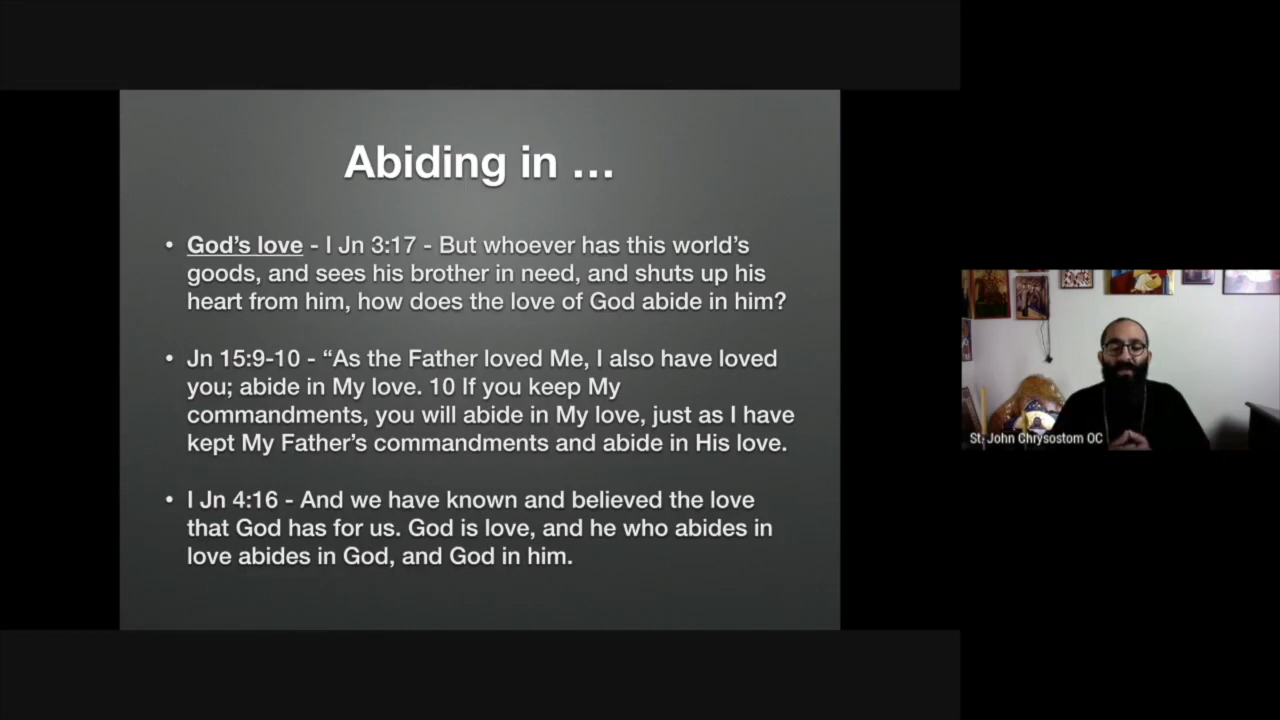 Abiding in …
• God’s love - I Jn 3:17 - But whoever has this world’s
goods, and sees his brother in need, and shuts up his
heart from him, how does the love of God abide in him?
• Jn 15:9-10 - “As the Father loved Me, I also have loved
you; abide in My love. 10 If you keep My
commandments, you will abide in My love, just as I have
kept My Father’s commandments and abide in His love.
• I Jn 4:16 - And we have known and believed the love
that God has for us. God is love, and he who abides in
love abides in God, and God in him.
St. John Chrysostom OC